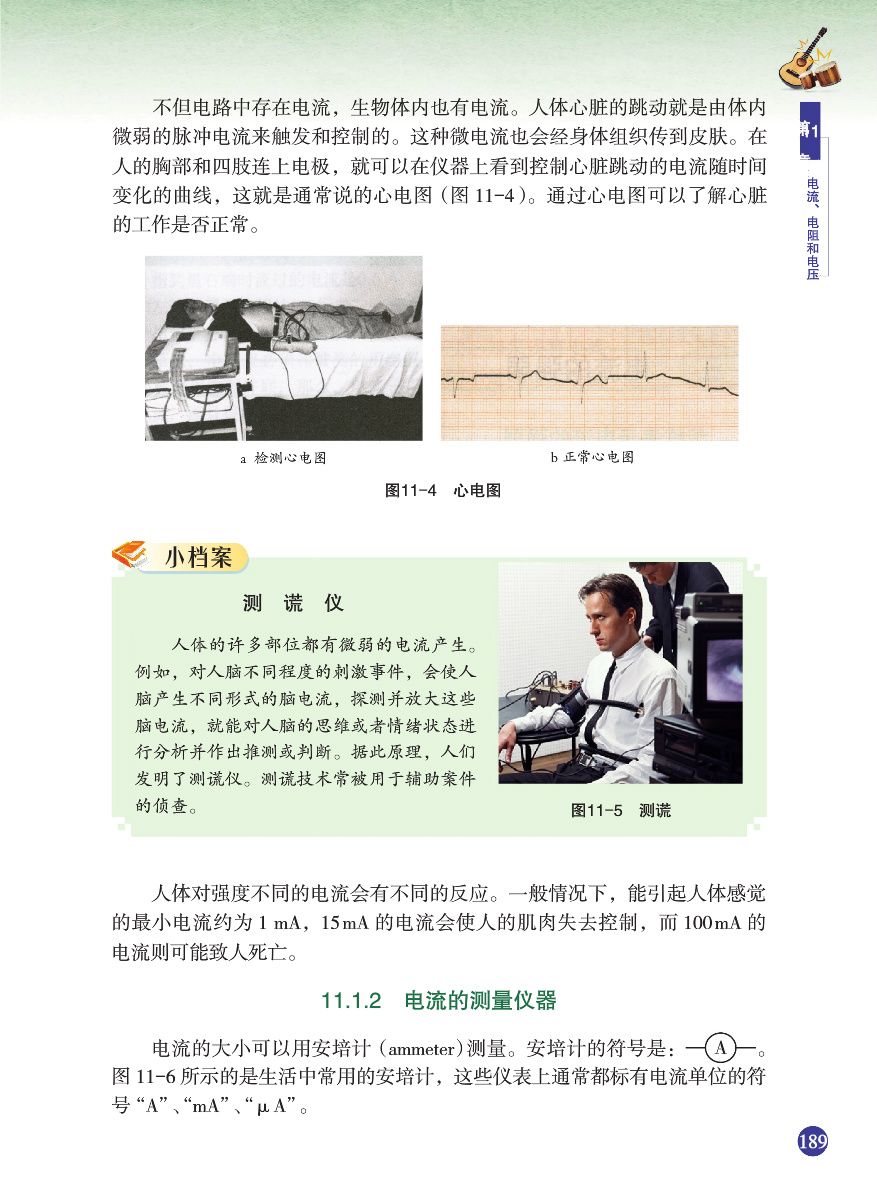 不但电路中存在电流，生物体内也有电流。人体心脏的跳动就是由体内
微弱的脉冲电流来触发和控制的。这种微电流也会经身体组织传到皮肤。在
人的胸部和四肢连上电极，就可以在仪器上看到控制心脏跳动的电流随时间
变化的曲线，这就是通常说的心电图（图 11-4）。通过心电图可以了解心脏
的工作是否正常。
a 检测心电图
b 正常心电图
图11-4 心电图
小档案
测 谎 仪
人体的许多部位都有微弱的电流产生。
例如，对人脑不同程度的刺激事件，会使人
脑产生不同形式的脑电流，探测并放大这些
脑电流，就能对人脑的思维或者情绪状态进
行分析并作出推测或判断。据此原理，人们
发明了测谎仪。测谎技术常被用于辅助案件
的侦查。
图11-5 测谎
人体对强度不同的电流会有不同的反应。一般情况下，能引起人体感觉
的最小电流约为 1 mA，15mA 的电流会使人的肌肉失去控制，而 100mA 的
电流则可能致人死亡。
11.1.2 电流的测量仪器
电流的大小可以用安培计（ammeter）测量。安培计的符号是：A。
图 11-6 所示的是生活中常用的安培计，这些仪表上通常都标有电流单位的符
号“A”、“mA”、“μA”。
电流、电阻和电压
189